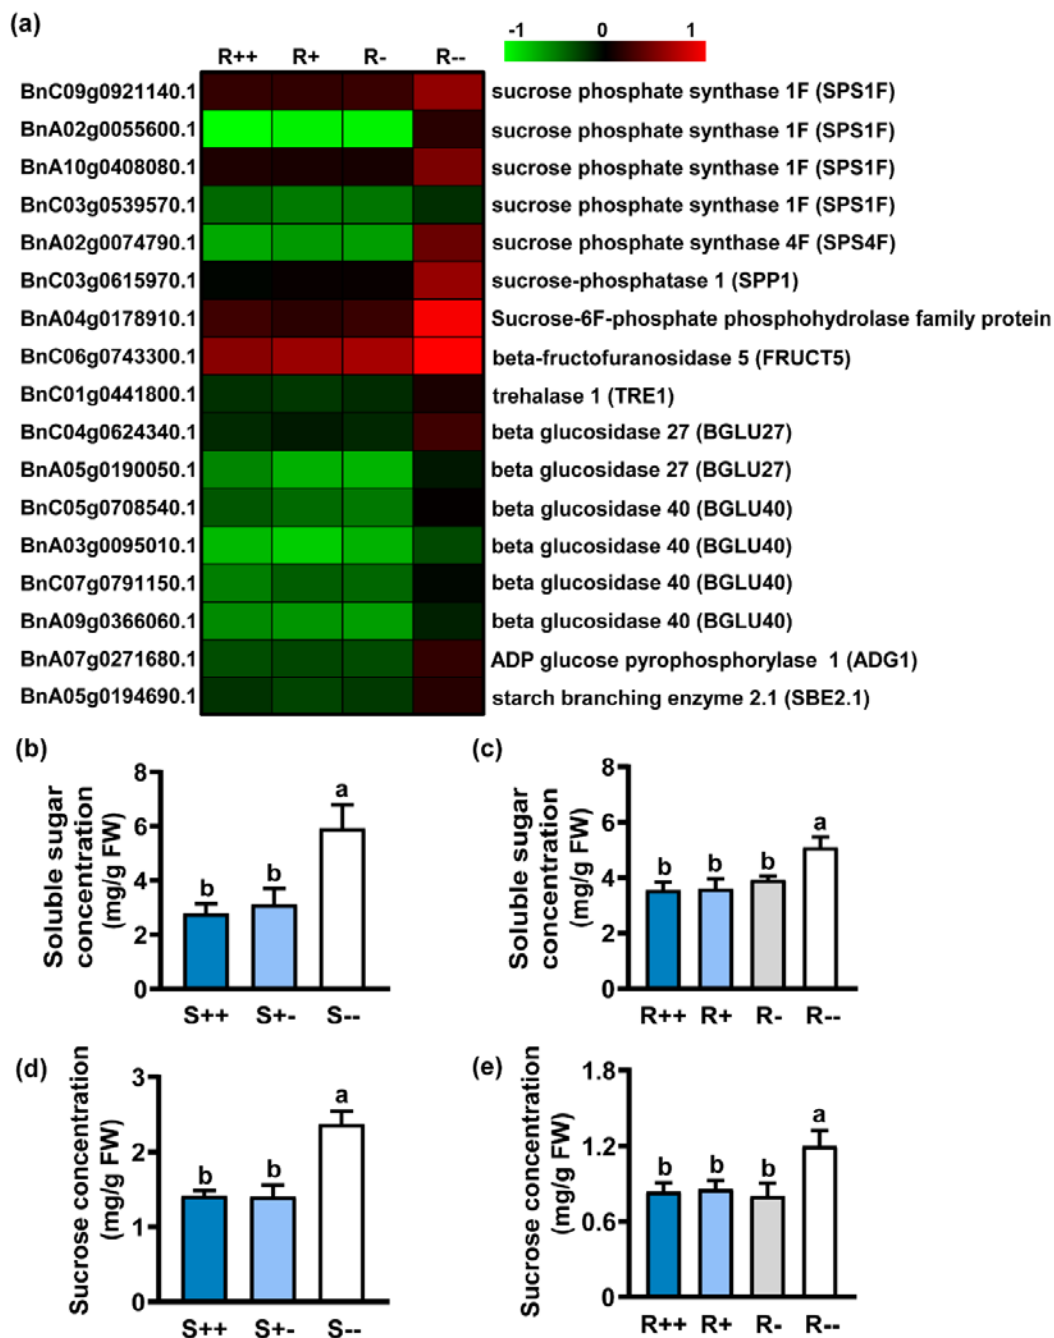 (a)
-1 0 1
R++ R+ R- R--
BnC09g0921140.1 sucrose phosphate synthase 1F (SPS1F)
BnA02g0055600.1 sucrose phosphate synthase 1F (SPS1F)
BnA10g0408080.1 sucrose phosphate synthase 1F (SPS1F)
BnC03g0539570.1 sucrose phosphate synthase 1F (SPS1F)
BnA02g0074790.1 sucrose phosphate synthase 4F (SPS4F)
BnC03g0615970.1 sucrose-phosphatase 1 (SPP1)
BnA04g0178910.1 Sucrose-6F-phosphate phosphohydrolase family protein
BnC06g0743300.1 beta-fructofuranosidase 5 (FRUCT5)
BnC01g0441800.1 trehalase 1 (TRE1)
BnC04g0624340.1 beta glucosidase 27 (BGLU27)
BnA05g0190050.1 beta glucosidase 27 (BGLU27)
BnC05g0708540.1 beta glucosidase 40 (BGLU40)
BnA03g0095010.1 beta glucosidase 40 (BGLU40)
BnC07g0791150.1 beta glucosidase 40 (BGLU40)
BnA09g0366060.1 beta glucosidase 40 (BGLU40)
BnA07g0271680.1 ADP glucose pyrophosphorylase 1 (ADG1)
BnA05g0194690.1 starch branching enzyme 2.1 (SBE2.1)
(b)
Soluble sugar
concentration
(mg/g FW)
8
6
4
2
0
b b a
S++ S+- S--
(c)
Soluble sugar
concentration
(mg/g FW)
8
6
4
2
0
b b b a
R++ R+ R- R--
(d)
Sucrose concentration
(mg/g FW)
3
2
1
0
b b a
S++ S+- S--
(e)
Sucrose concentration
(mg/g FW)
1.8
1.2
0.6
0
b b b a
R++ R+ R- R--